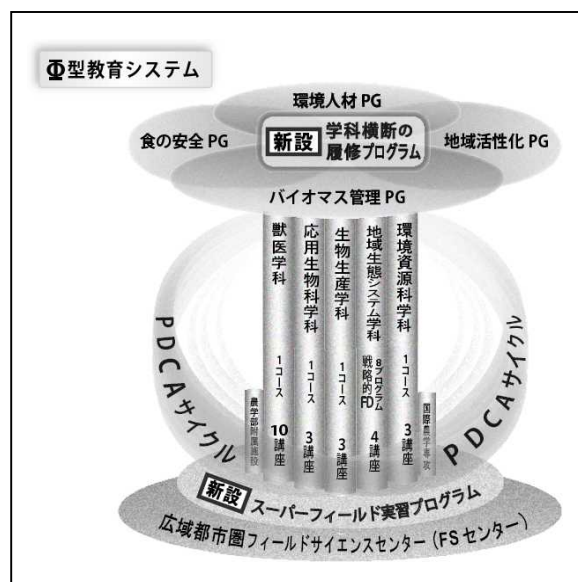 Φ型教育システム
環境人材 PG
食の安全 PG
新設 学科横断の履修プログラム
地域活性化 PG
バイオマス管理 PG
獣医学科 1コース 10講座
応用生物科学科 1コース 3講座
生物生産学科 1コース 3講座
地域生態システム学科 8プログラム 戦略的FD 4講座
環境資源科学科 1コース 3講座
PDCAサイクル
PDCAサイクル
農学部附属施設
国際農学専攻
新設 スーパーフィールド実習プログラム
広域都市圏フィールドサイエンスセンター(FSセンター)